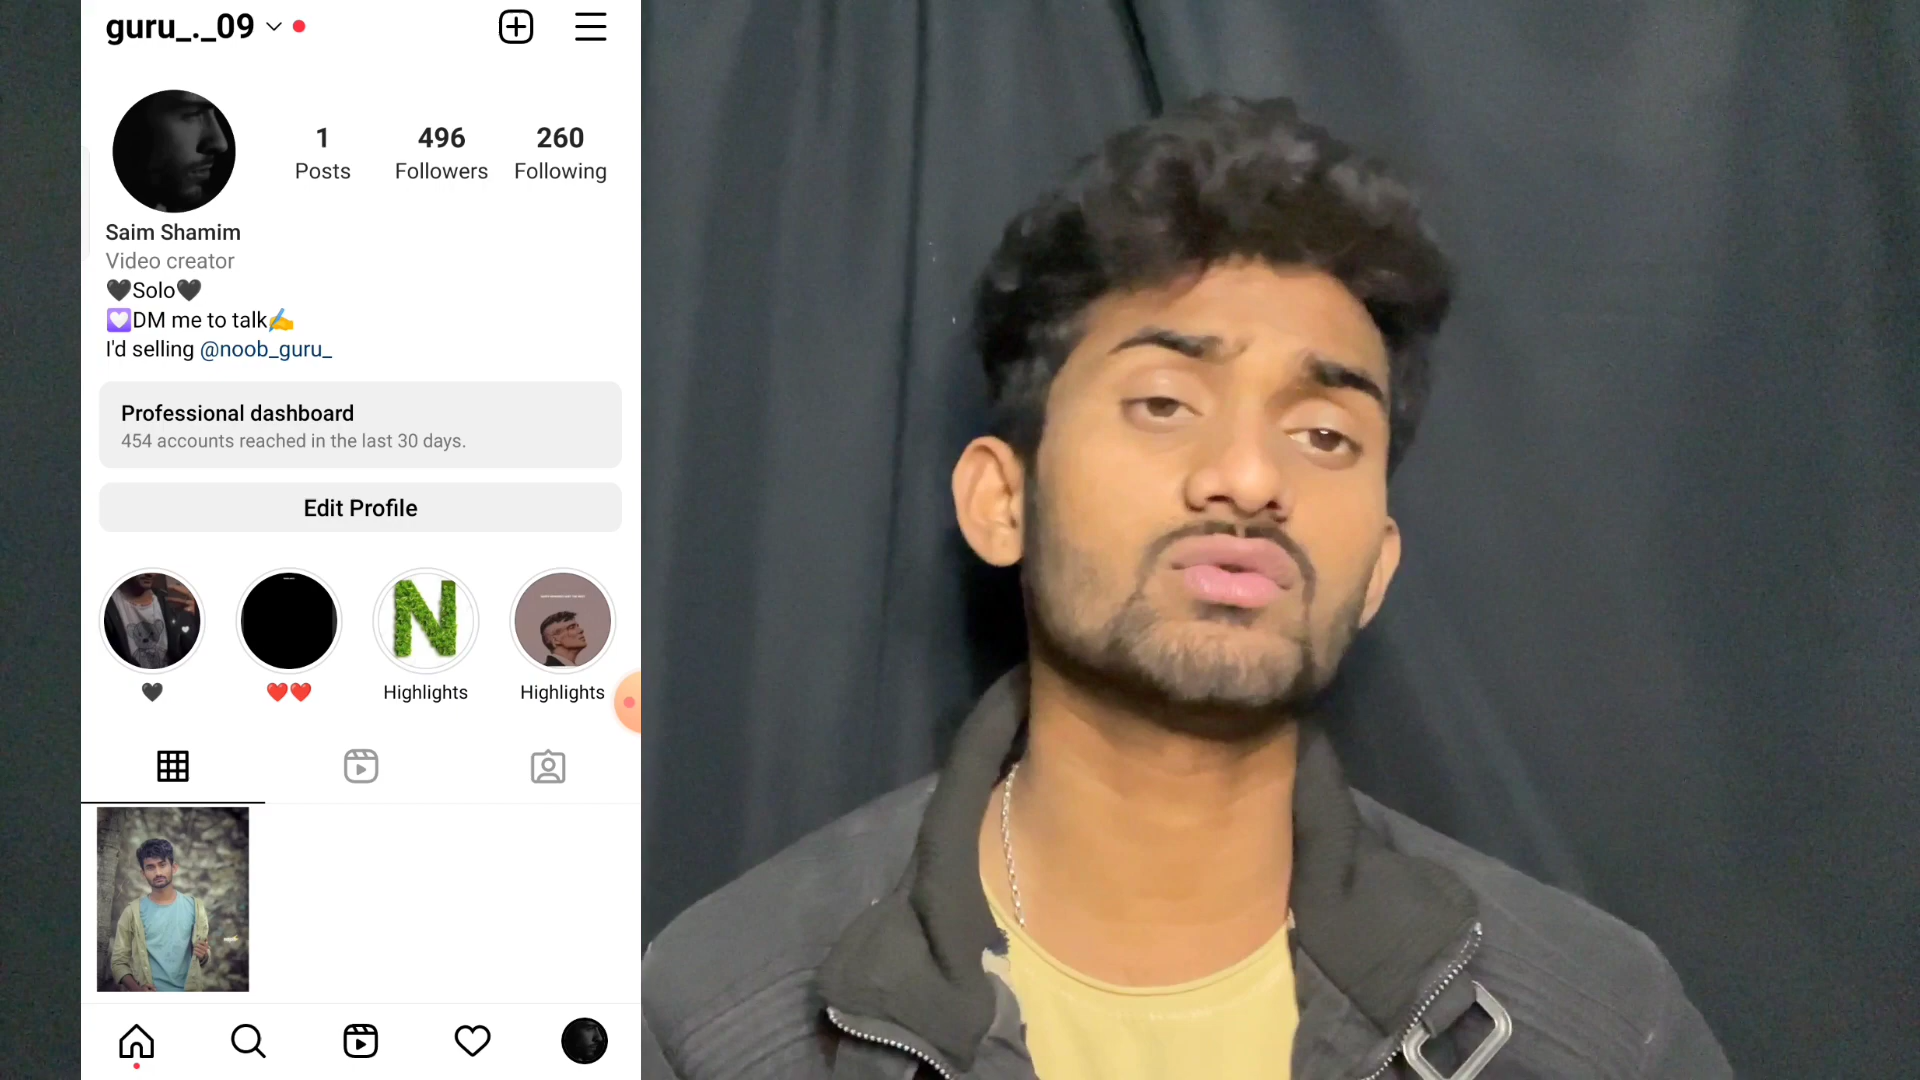 guru_._09
1
Posts
496
Followers
260
Following
Saim Shamim
Video creator
🖤Solo🖤
💟DM me to talk✍️
I'd selling @noob_guru_
Professional dashboard
454 accounts reached in the last 30 days.
Edit Profile
N
🖤
❤️❤️
Highlights
Highlights